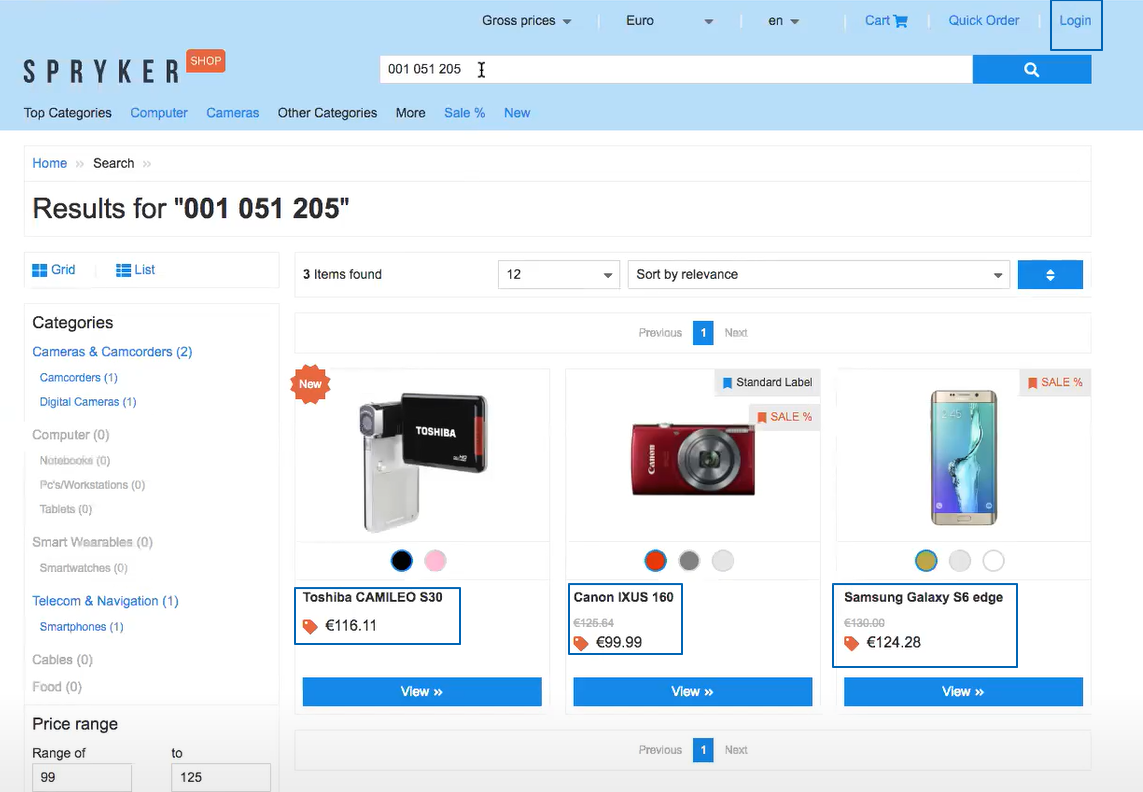 Gross prices Euro en Cart Quick Order Login
SPRYKER SHOP
001 051 205
Top Categories Computer Cameras Other Categories More Sale % New
Home » Search »
Results for "001 051 205"
Grid List
3 Items found 12 Sort by relevance
Previous 1 Next
Categories
Cameras & Camcorders (2)
Camcorders (1)
Digital Cameras (1)
Computer (0)
Notebooks (0)
Pc's/Workstations (0)
Tablets (0)
Smart Wearables (0)
Smartwatches (0)
Telecom & Navigation (1)
Smartphones (1)
Cables (0)
Food (0)
Price range
Range of to
99 125
New
TOSHIBA
Toshiba CAMILEO S30
€116.11
View »
Standard Label
SALE %
Canon
Canon IXUS 160
€125.64
€99.99
View »
SALE %
Samsung Galaxy S6 edge
€130.00
€124.28
View »
Previous 1 Next